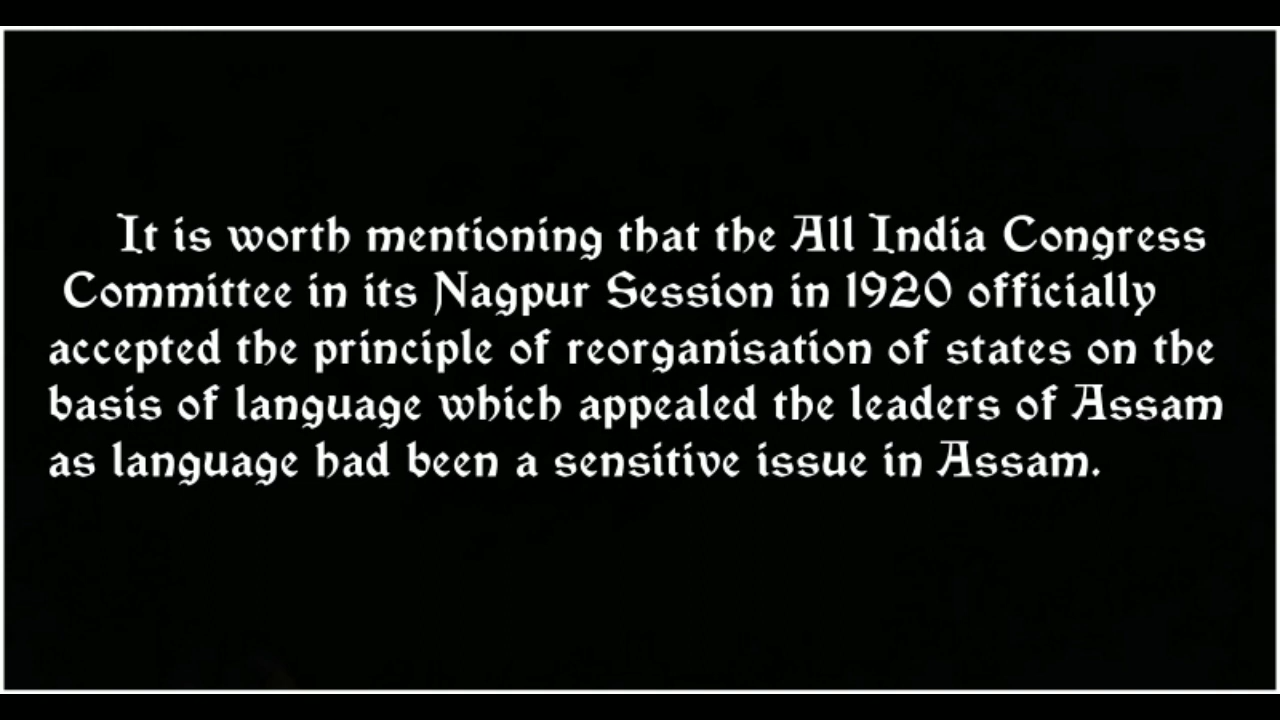 It is worth mentioning that the All India Congress
Committee in its Nagpur Session in 1920 officially
accepted the principle of reorganisation of states on the
basis of language which appealed the leaders of Assam
as language had been a sensitive issue in Assam.